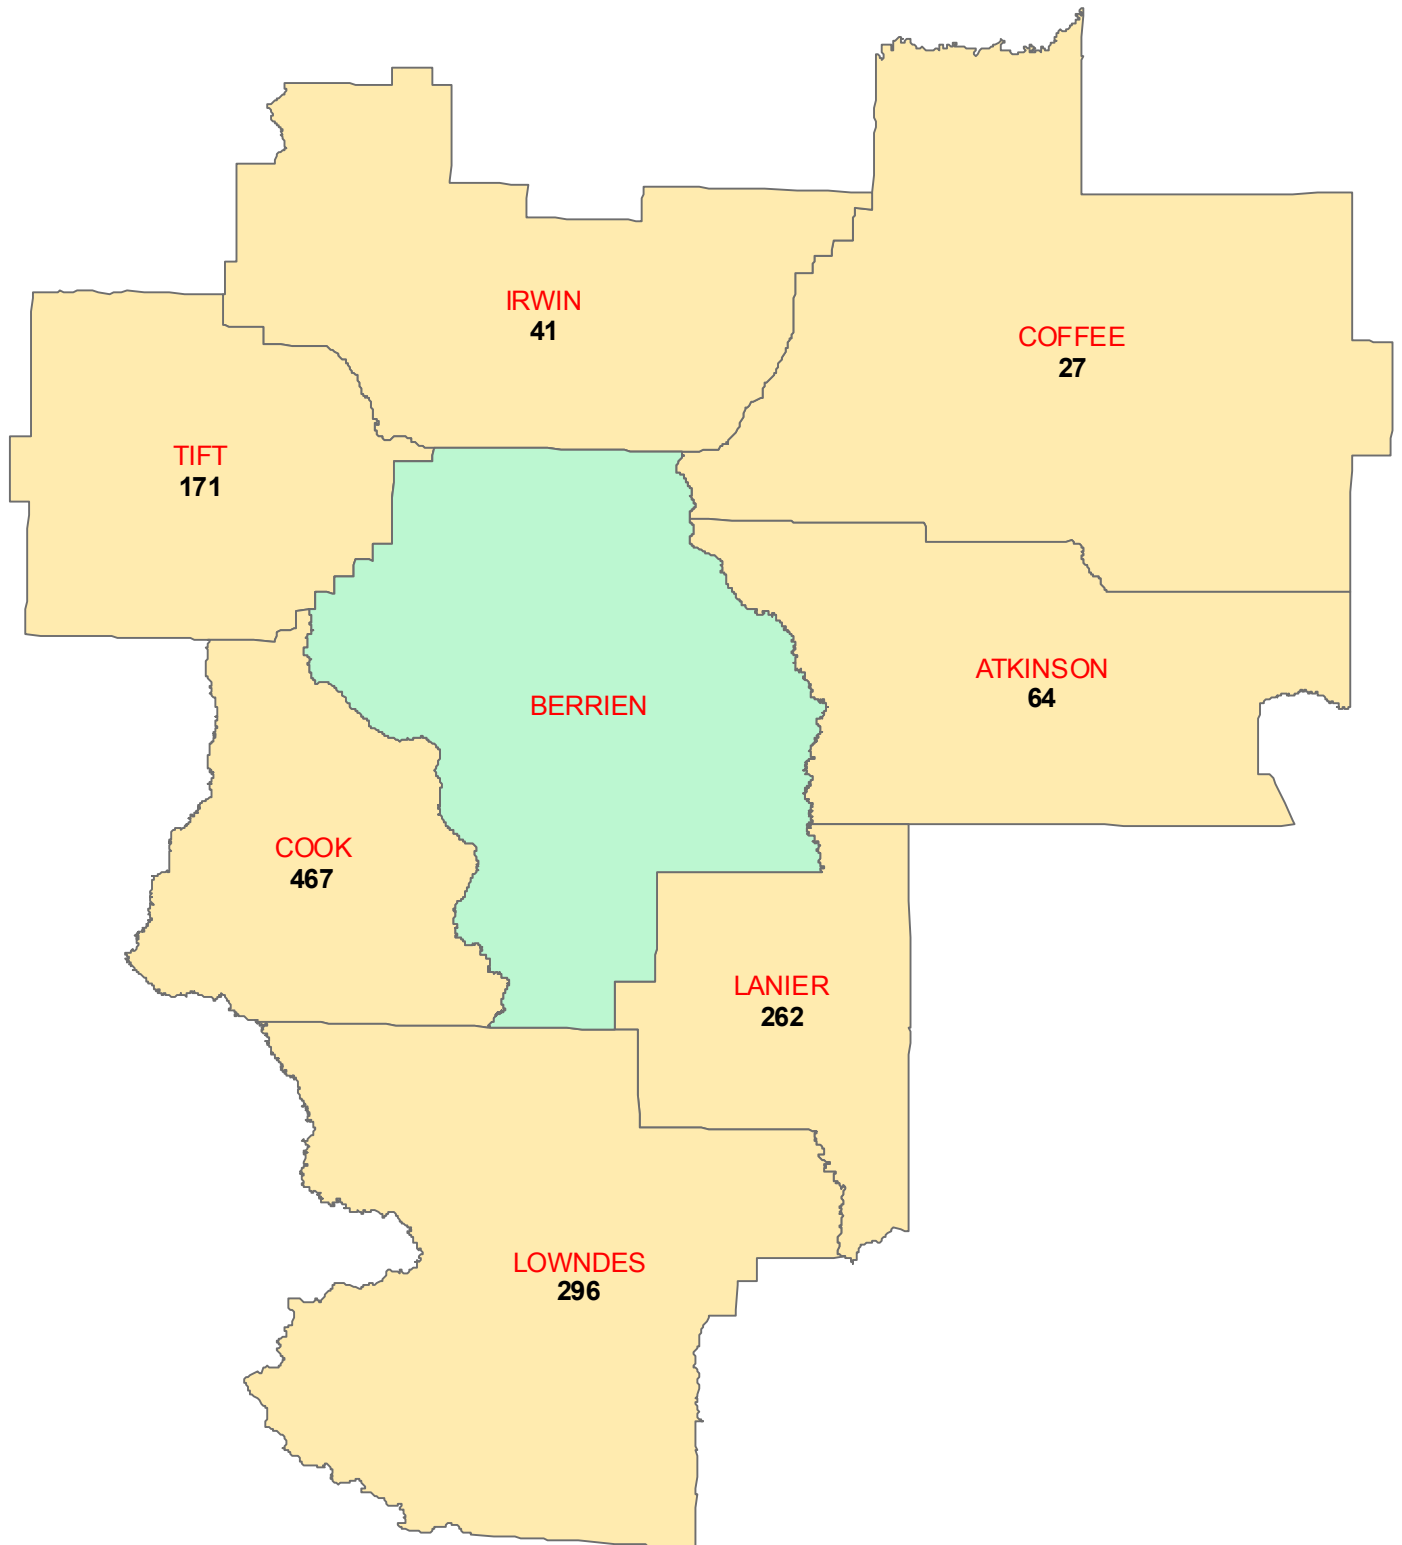 IRWIN
41
COFFEE
27
TIFT
171
ATKINSON
64
BERRIEN
COOK
467
LANIER
262
LOWNDES
296